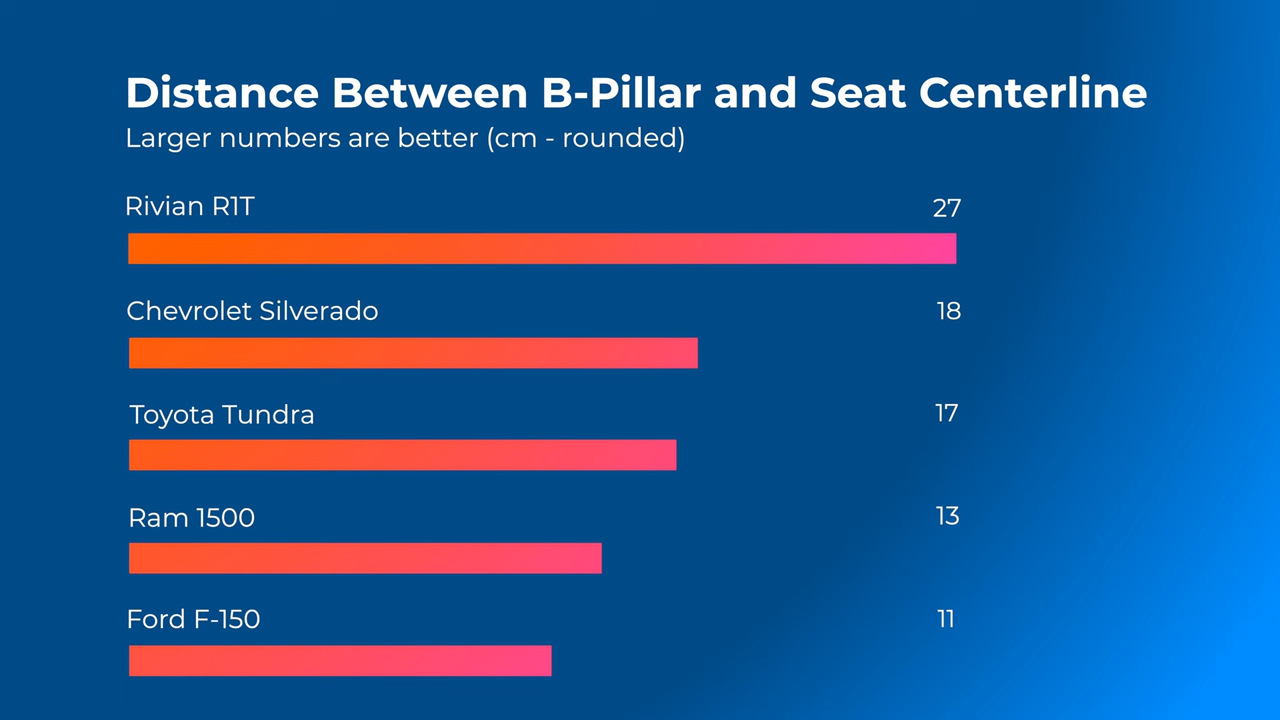 Distance Between B-Pillar and Seat Centerline
Larger numbers are better (cm - rounded)
Rivian R1T 27
Chevrolet Silverado 18
Toyota Tundra 17
Ram 1500 13
Ford F-150 11